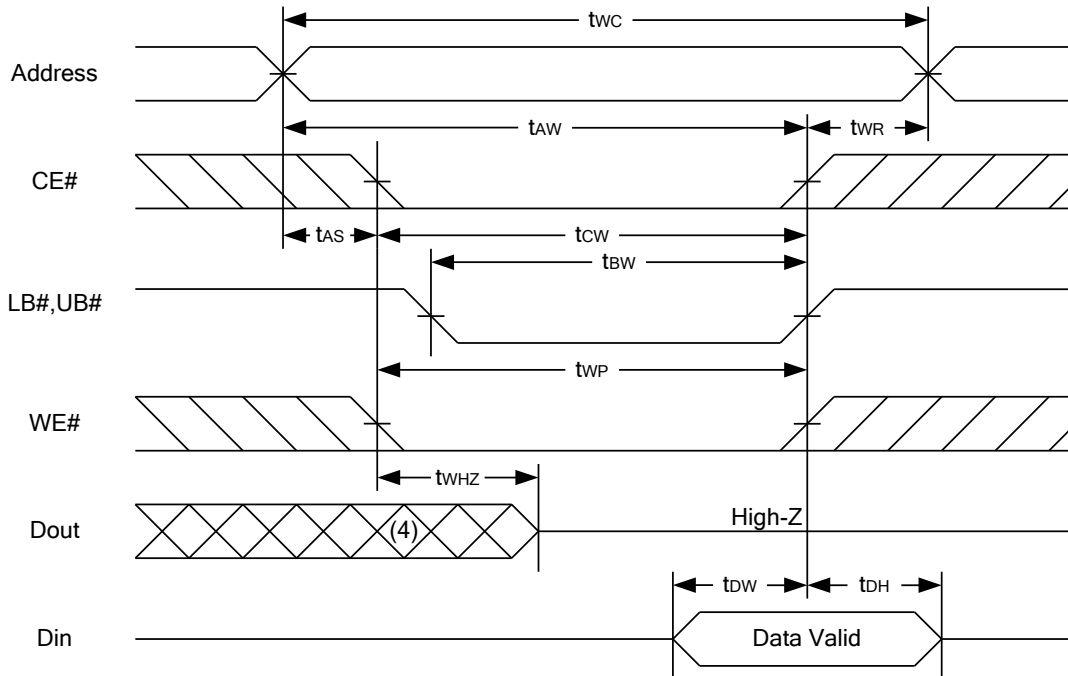 tWC
Address
tAW
tWR
CE#
tAS
tCW
tBW
LB#,UB#
tWP
WE#
tWHZ
Dout
(4)
High-Z
tDW
tDH
Din
Data Valid